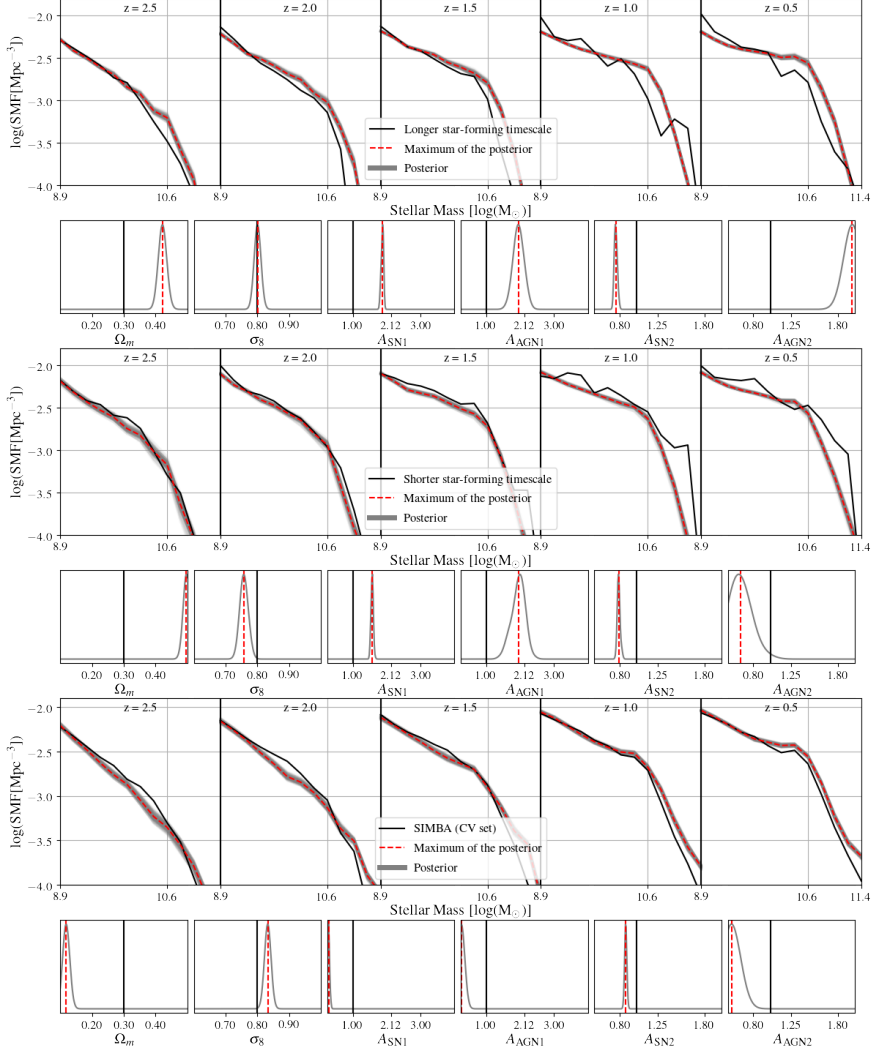 z = 2.5 z = 2.0 z = 1.5 z = 1.0 z = 0.5
−2.0
−2.5
−3.0
−3.5
−4.0
log(SMF[Mpc⁻³])
Longer star-forming timescale
Maximum of the posterior
Posterior
8.9 10.6 8.9 10.6 8.9 10.6 8.9 10.6 8.9 10.6 11.4
Stellar Mass [log(M☉)]
0.20 0.30 0.40 0.70 0.80 0.90 1.00 2.12 3.00 1.00 2.12 3.00 0.80 1.80 0.80 1.25 1.80
Ωm σ8 ASN1 AAGN1 ASN2 AAGN2
z = 2.5 z = 2.0 z = 1.5 z = 1.0 z = 0.5
−2.0
−2.5
−3.0
−3.5
−4.0
log(SMF[Mpc⁻³])
Shorter star-forming timescale
Maximum of the posterior
Posterior
8.9 10.6 8.9 10.6 8.9 10.6 8.9 10.6 8.9 10.6 11.4
Stellar Mass [log(M☉)]
0.20 0.30 0.40 0.70 0.80 0.90 1.00 2.12 3.00 1.00 2.12 3.00 0.80 1.25 1.80 0.80 1.25 1.80
Ωm σ8 ASN1 AAGN1 ASN2 AAGN2
z = 2.5 z = 2.0 z = 1.5 z = 1.0 z = 0.5
−2.0
−2.5
−3.0
−3.5
−4.0
log(SMF[Mpc⁻³])
SIMBA (CV set)
Maximum of the posterior
Posterior
8.9 10.6 8.9 10.6 8.9 10.6 8.9 10.6 8.9 10.6 11.4
Stellar Mass [log(M☉)]
0.20 0.30 0.40 0.70 0.80 0.90 1.00 2.12 3.00 1.00 2.12 3.00 0.80 1.25 1.80 0.80 1.25 1.80
Ωm σ8 ASN1 AAGN1 ASN2 AAGN2